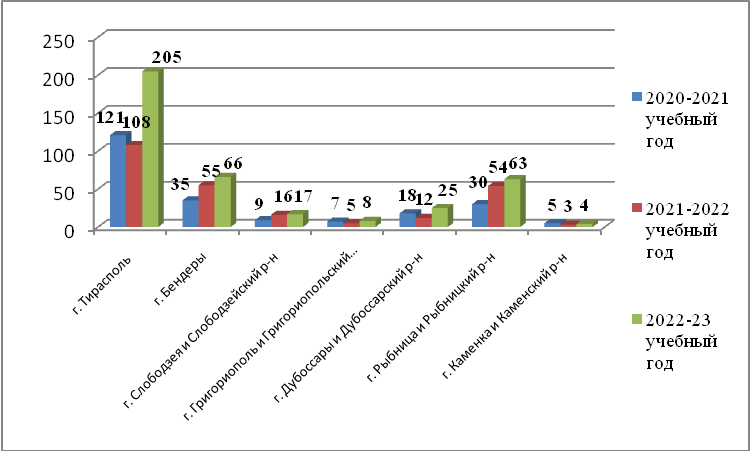 250
200
150
100
50
0
121
108
205
35
55
66
9
16
17
7
5
8
18
12
25
30
54
63
5
3
4
г. Тирасполь
г. Бендеры
г. Слободзея и Слободзейский р-н
г. Григориополь и Григориопольский...
г. Дубоссары и Дубоссарский р-н
г. Рыбница и Рыбницкий р-н
г. Каменка и Каменский р-н
2020-2021
учебный
год
2021-2022
учебный
год
2022-23
учебный
год